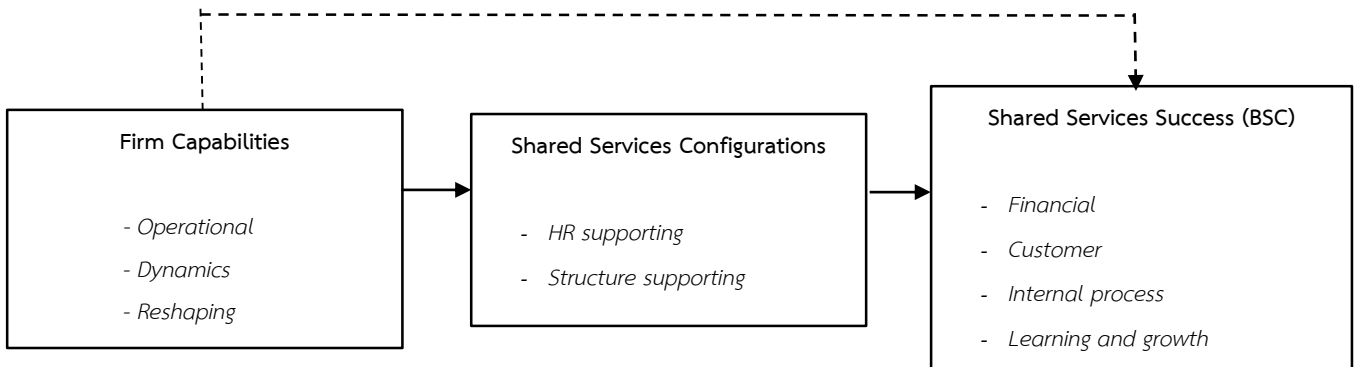 Firm Capabilities
- Operational
- Dynamics
- Reshaping
Shared Services Configurations
- HR supporting
- Structure supporting
Shared Services Success (BSC)
- Financial
- Customer
- Internal process
- Learning and growth